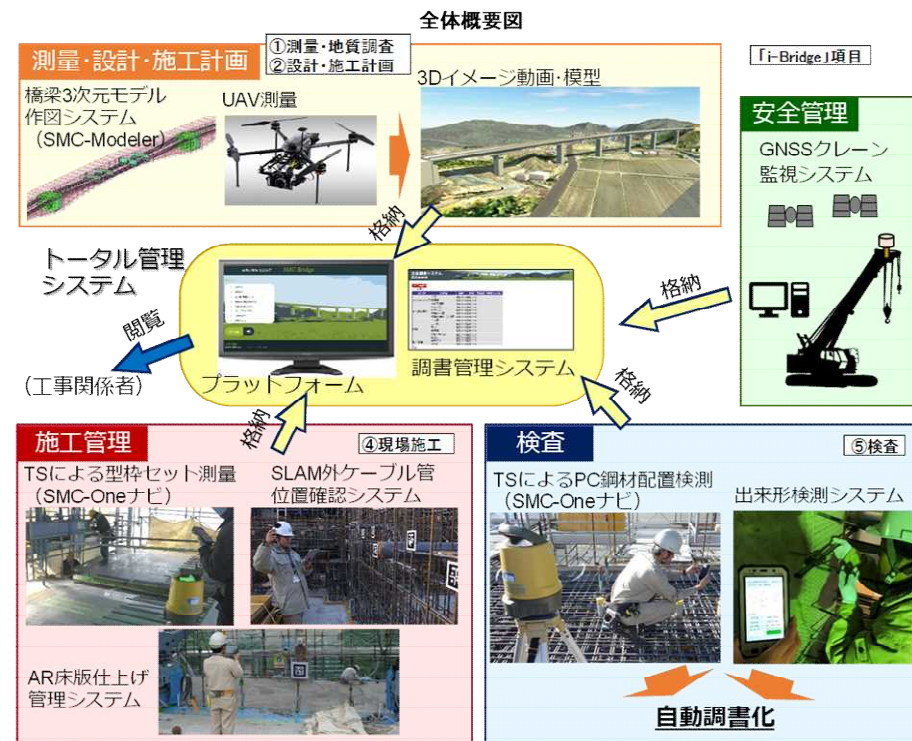 全体概要図
測量・設計・施工計画
①測量・地質調査
②設計・施工計画
「i-Bridge」項目
橋梁3次元モデル
作図システム
(SMC-Modeler)
UAV測量
3Dイメージ動画・模型
安全管理
GNSSクレーン
監視システム
格納
トータル管理
システム
SMC-Bridge
格納
閲覧
(工事関係者)
プラットフォーム
調書管理システム
格納
格納
施工管理
④現場施工
TSによる型枠セット測量
(SMC-Oneナビ)
SLAM外ケーブル管
位置確認システム
AR床版仕上げ
管理システム
検査
⑤検査
TSによるPC鋼材配置検測
(SMC-Oneナビ)
出来形検測システム
自動調書化